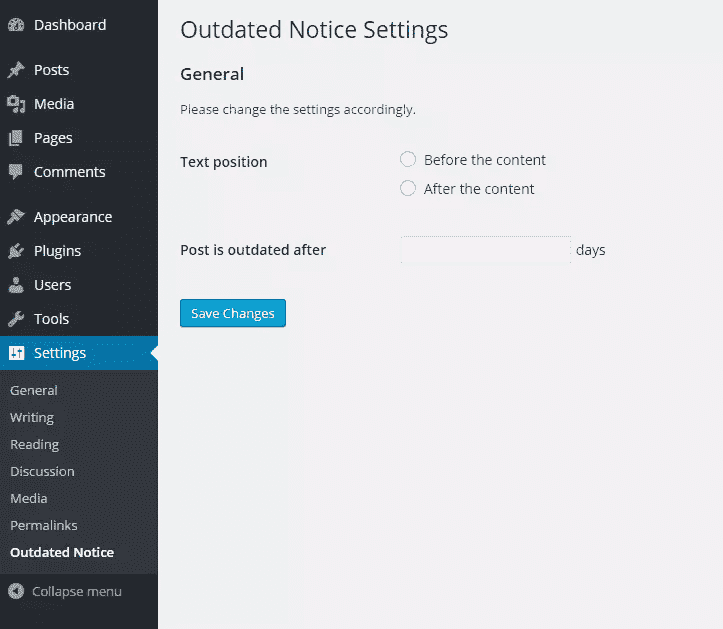 Dashboard
Posts
Media
Pages
Comments
Appearance
Plugins
Users
Tools
Settings
General
Writing
Reading
Discussion
Media
Permalinks
Outdated Notice
Collapse menu
Outdated Notice Settings
General
Please change the settings accordingly.
Text position
Before the content
After the content
Post is outdated after
days
Save Changes